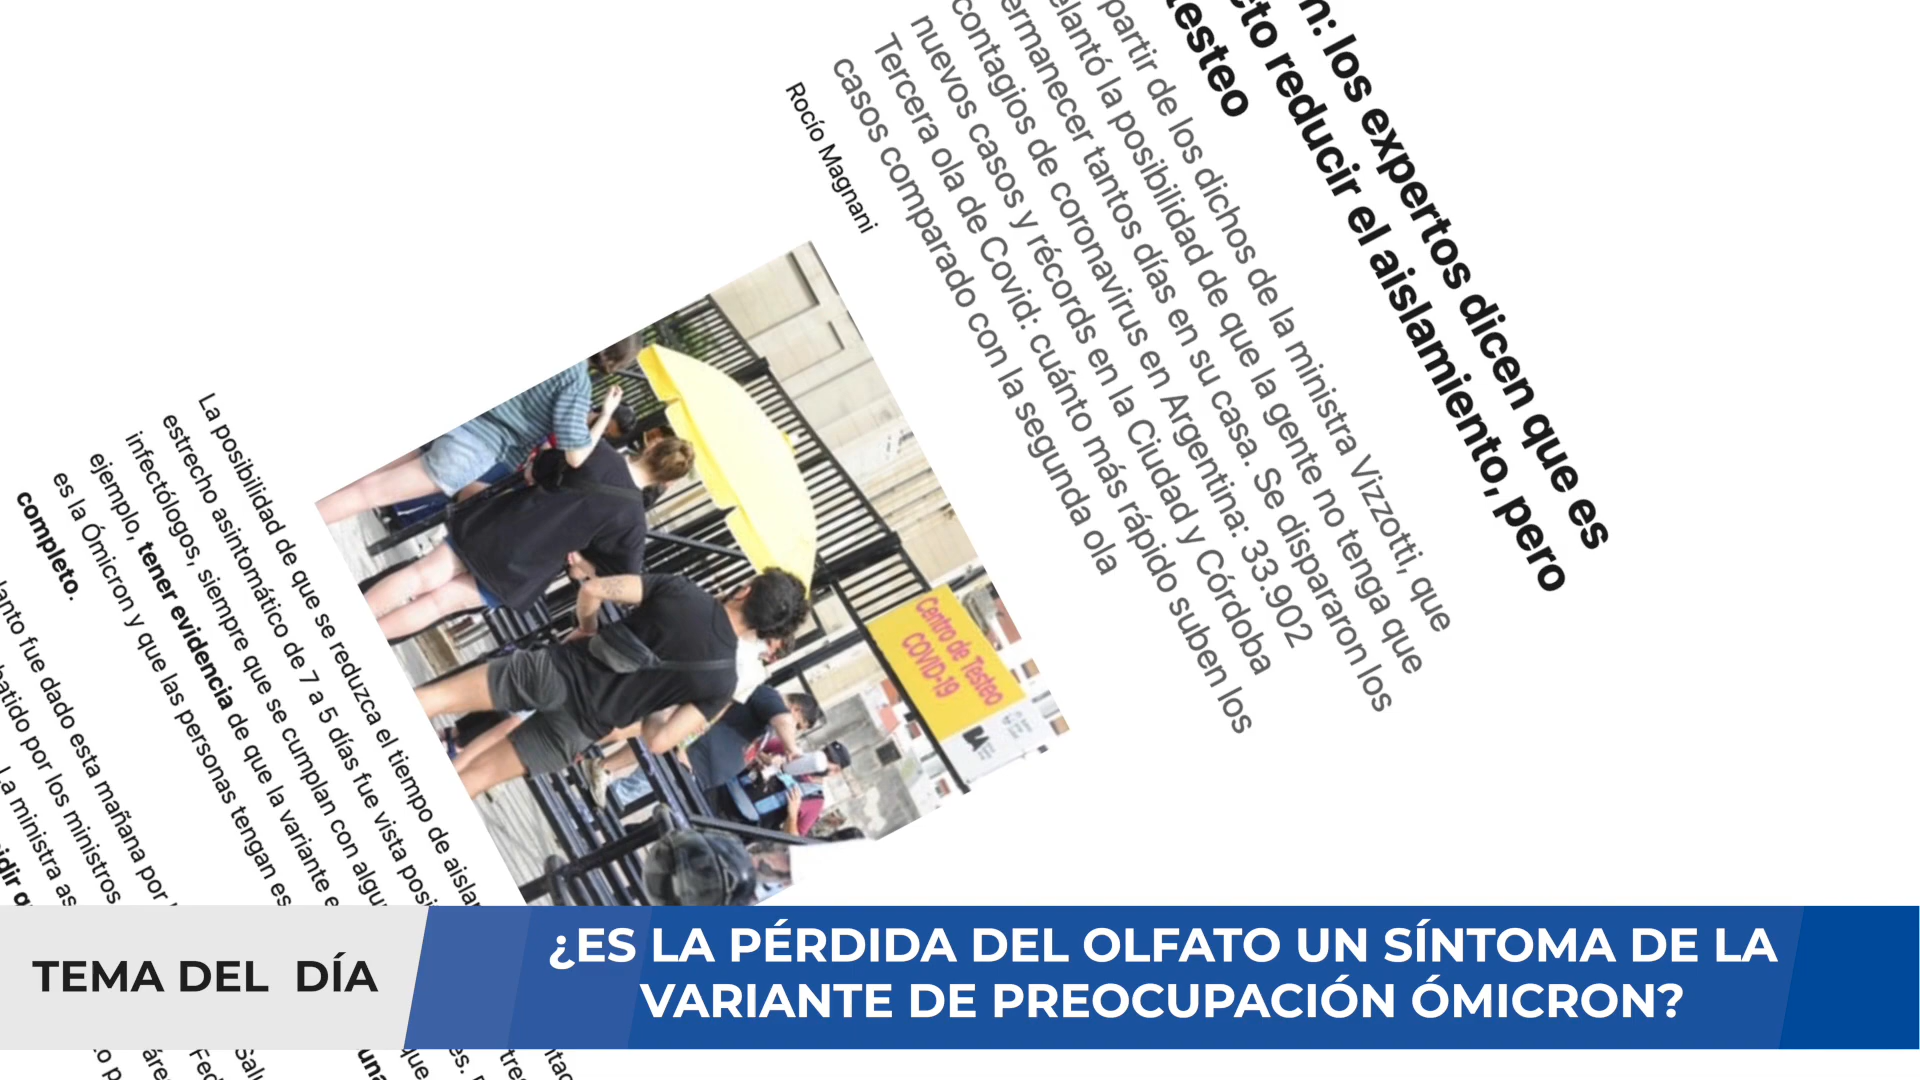 n: los expertos dicen que es
reducir el aislamiento, pero
testeo
partir de los dichos de la ministra Vizzotti, que
elantó la posibilidad de que la gente no tenga que
ermanecer tantos días en su casa. Se dispararon los
contagios de coronavirus en Argentina: 33.902
nuevos casos y récords en la Ciudad y Córdoba
Tercera ola de Covid: cuánto más rápido suben los
casos comparado con la segunda ola
Rocío Magnani
Centro de Testeo
COVID-19
BA
La posibilidad de que se reduzca el tiempo de aisla
estrecho asintomático de 7 a 5 días fue vista posi
infectólogos, siempre que se cumplan con algu
ejemplo, tener evidencia de que la variante
es la Ómicron y que las personas tengan es
completo.
anto fue dado esta mañana por
batido por los ministros
La ministra as
TEMA DEL DÍA
¿ES LA PÉRDIDA DEL OLFATO UN SÍNTOMA DE LA
VARIANTE DE PREOCUPACIÓN ÓMICRON?